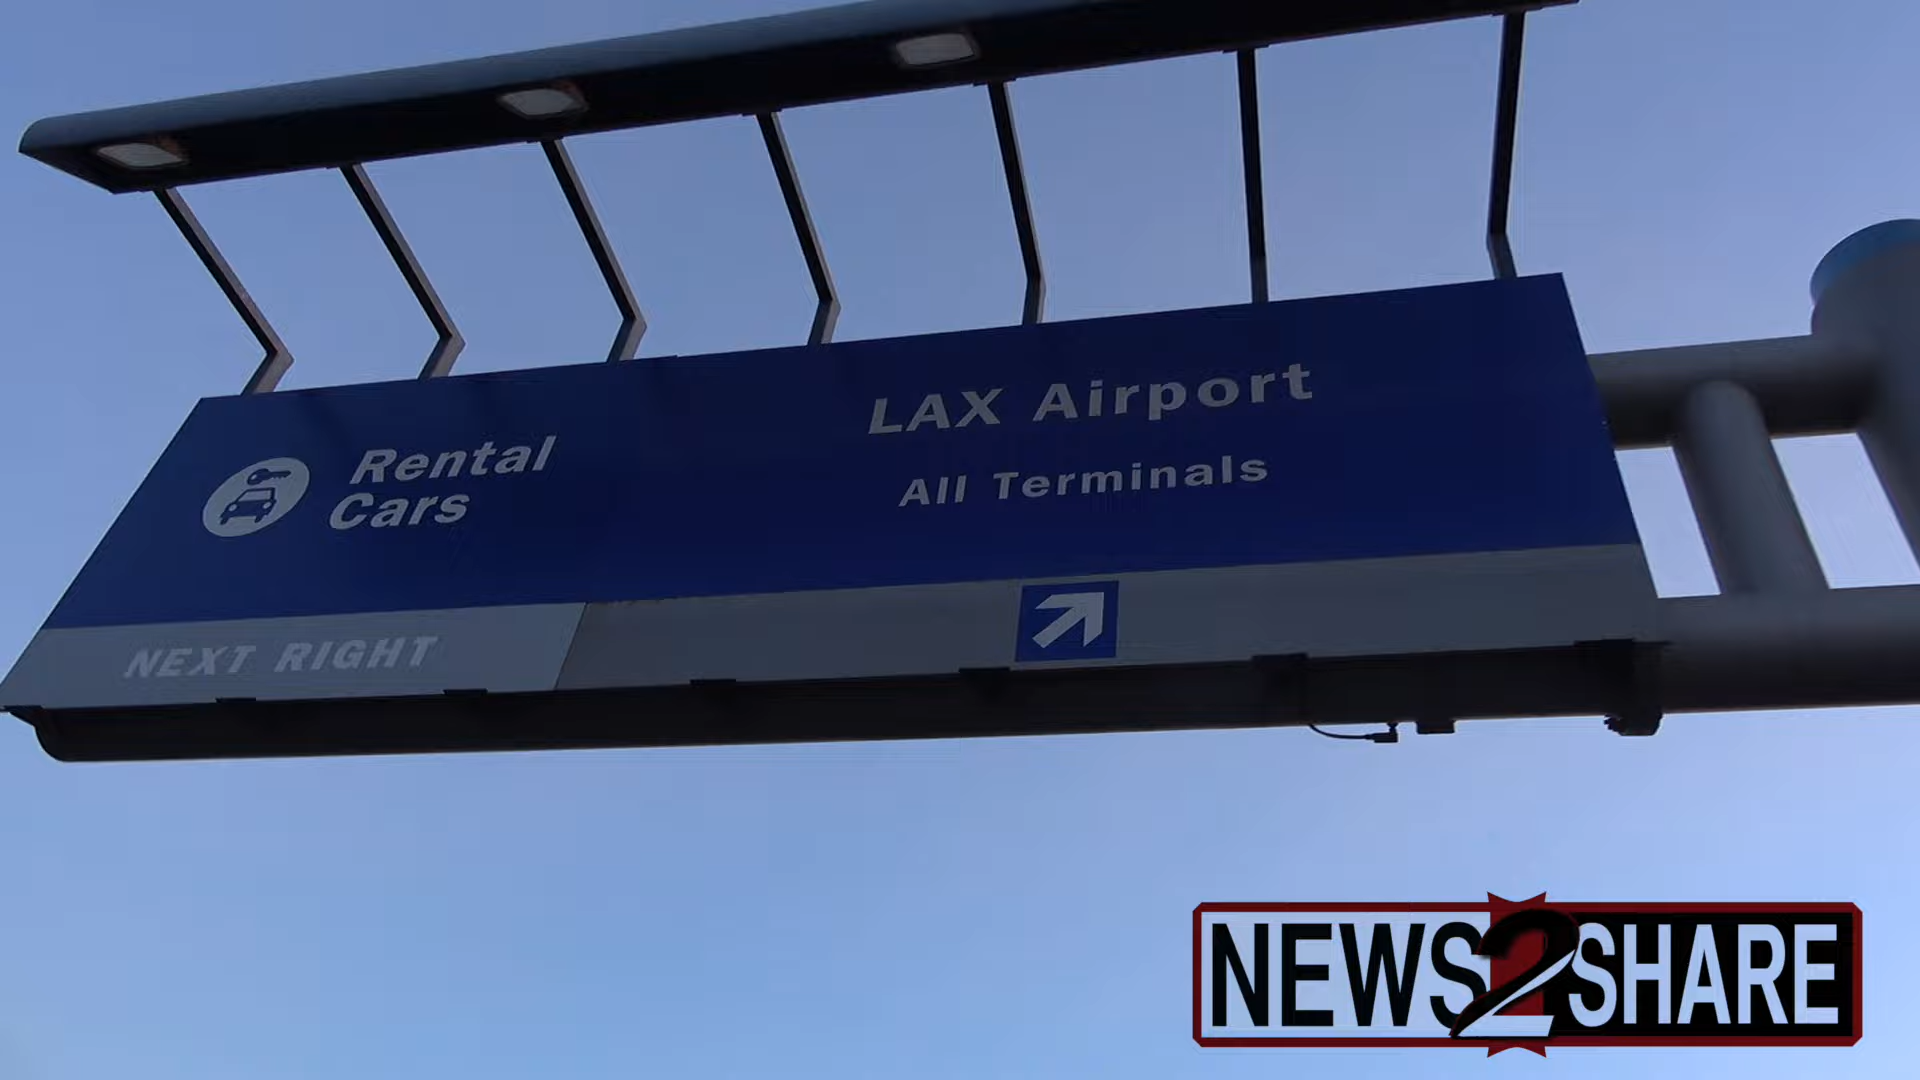 Rental
Cars
NEXT RIGHT
LAX Airport
All Terminals
NEWS2SHARE